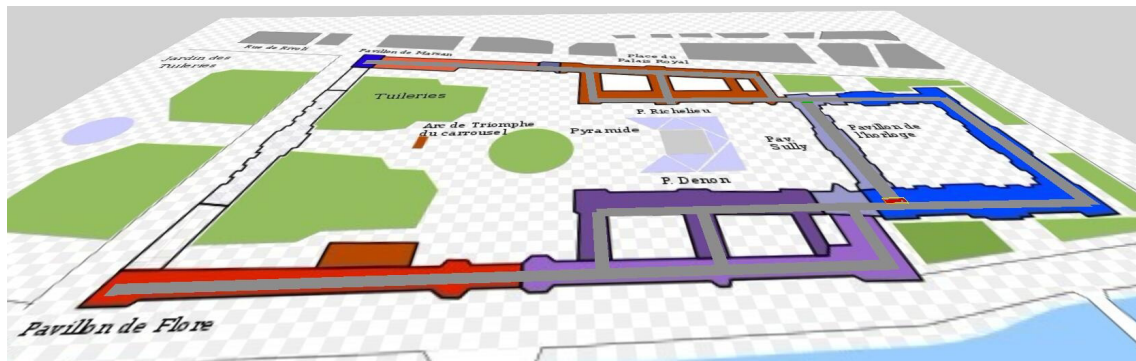 Rue de Rivoli
Pavillon de Marsan
Jardin des
Tuileries
Place du
Palais Royal
Tuileries
P. Richelieu
Arc de Triomphe
du carrousel
Pyramide
Pav.
Sully
Pavillon de
l'horloge
P. Denon
Pavillon de Flore